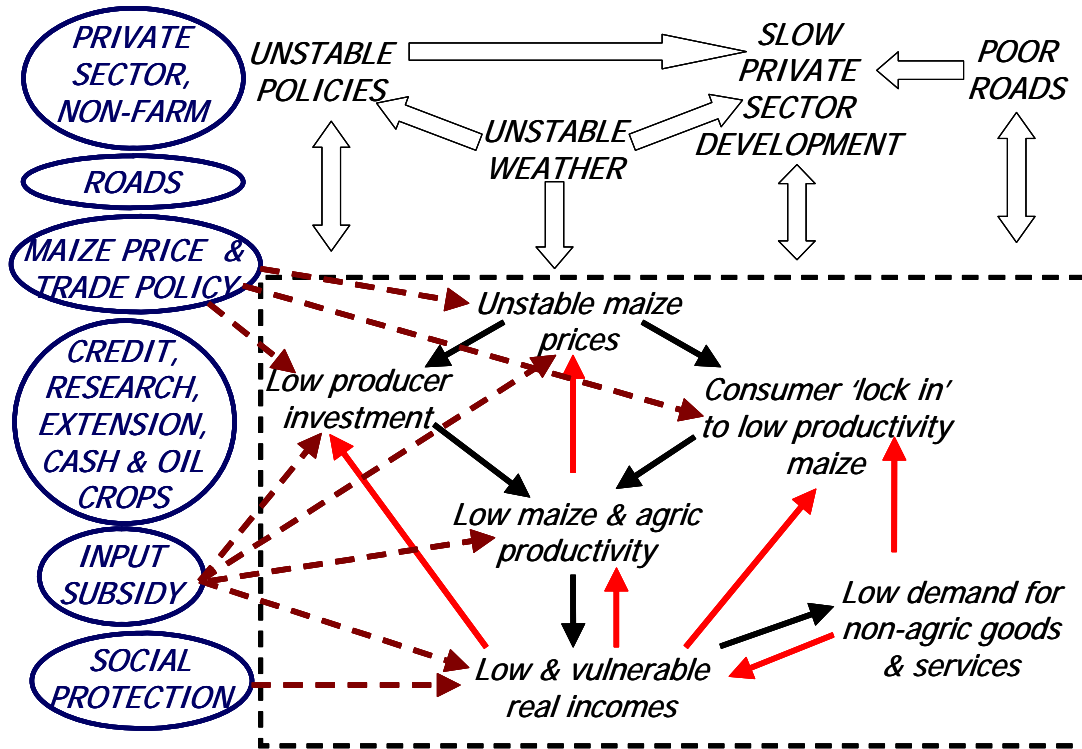 PRIVATE
SECTOR,
NON-FARM
ROADS
MAIZE PRICE &
TRADE POLICY
CREDIT,
RESEARCH,
EXTENSION,
CASH & OIL
CROPS
INPUT
SUBSIDY
SOCIAL
PROTECTION
UNSTABLE
POLICIES
UNSTABLE
WEATHER
SLOW
PRIVATE
SECTOR
DEVELOPMENT
POOR
ROADS
Unstable maize
prices
Low producer
investment
Consumer ‘lock in’
to low productivity
maize
Low maize & agric
productivity
Low demand for
non-agric goods
& services
Low & vulnerable
real incomes